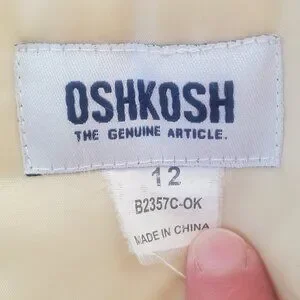 OSHKOSH
THE GENUINE ARTICLE.
12
B2357C-OK
MADE IN CHINA